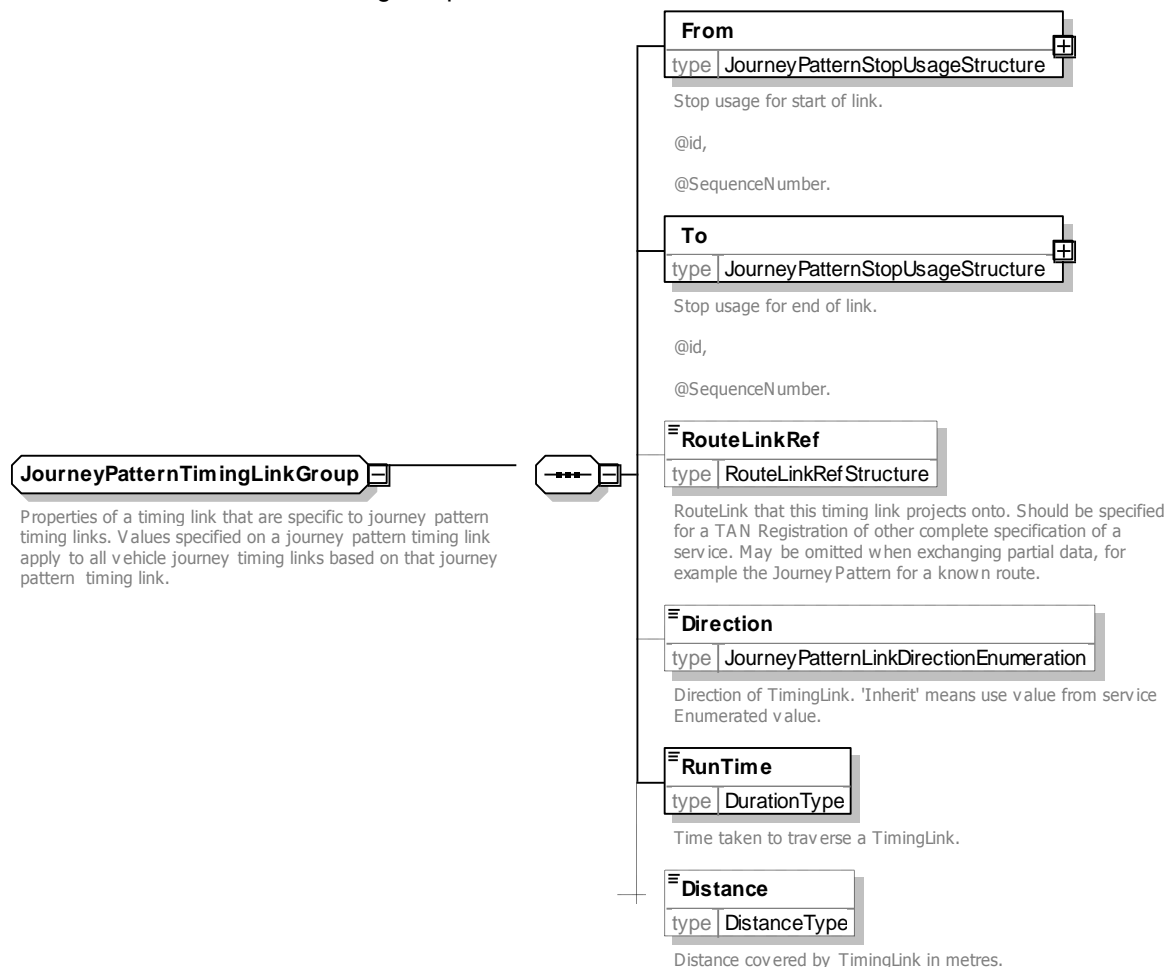 From
type JourneyPatternStopUsageStructure
Stop usage for start of link.
@id,
@SequenceNumber.
To
type JourneyPatternStopUsageStructure
Stop usage for end of link.
@id,
@SequenceNumber.
JourneyPatternTimingLinkGroup
Properties of a timing link that are specific to journey pattern
timing links. Values specified on a journey pattern timing link
apply to all vehicle journey timing links based on that journey
pattern timing link.
RouteLinkRef
type RouteLinkRefStructure
RouteLink that this timing link projects onto. Should be specified
for a TAN Registration of other complete specification of a
service. May be omitted when exchanging partial data, for
example the JourneyPattern for a known route.
Direction
type JourneyPatternLinkDirectionEnumeration
Direction of TimingLink. 'Inherit' means use value from service
Enumerated value.
RunTime
type DurationType
Time taken to traverse a TimingLink.
Distance
type DistanceType
Distance covered by TimingLink in metres.